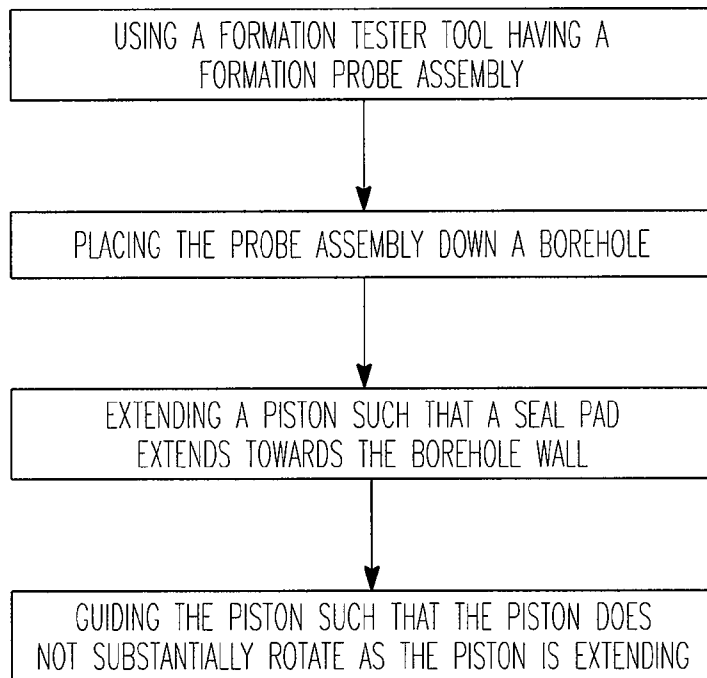 USING A FORMATION TESTER TOOL HAVING A
FORMATION PROBE ASSEMBLY
PLACING THE PROBE ASSEMBLY DOWN A BOREHOLE
EXTENDING A PISTON SUCH THAT A SEAL PAD
EXTENDS TOWARDS THE BOREHOLE WALL
GUIDING THE PISTON SUCH THAT THE PISTON DOES
NOT SUBSTANTIALLY ROTATE AS THE PISTON IS EXTENDING